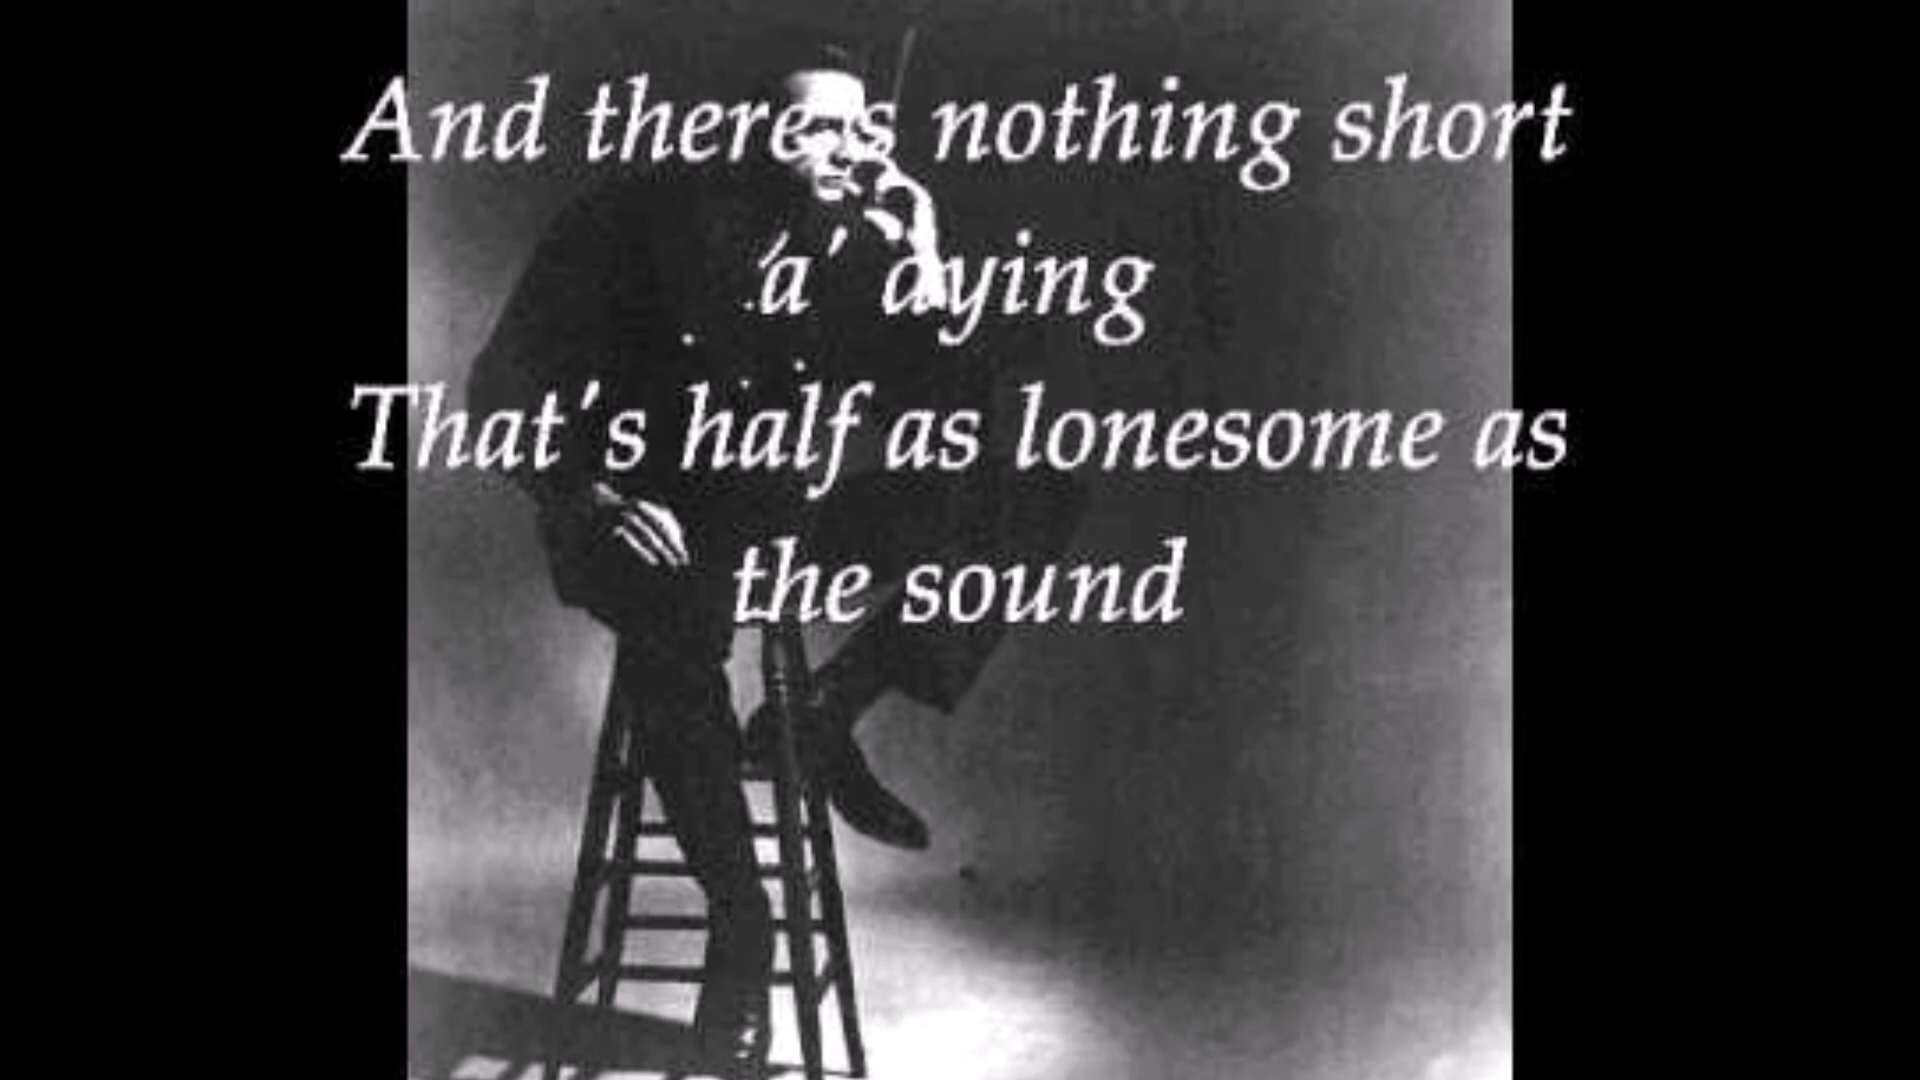 And there's nothing short
'a' dying
That's half as lonesome as
the sound